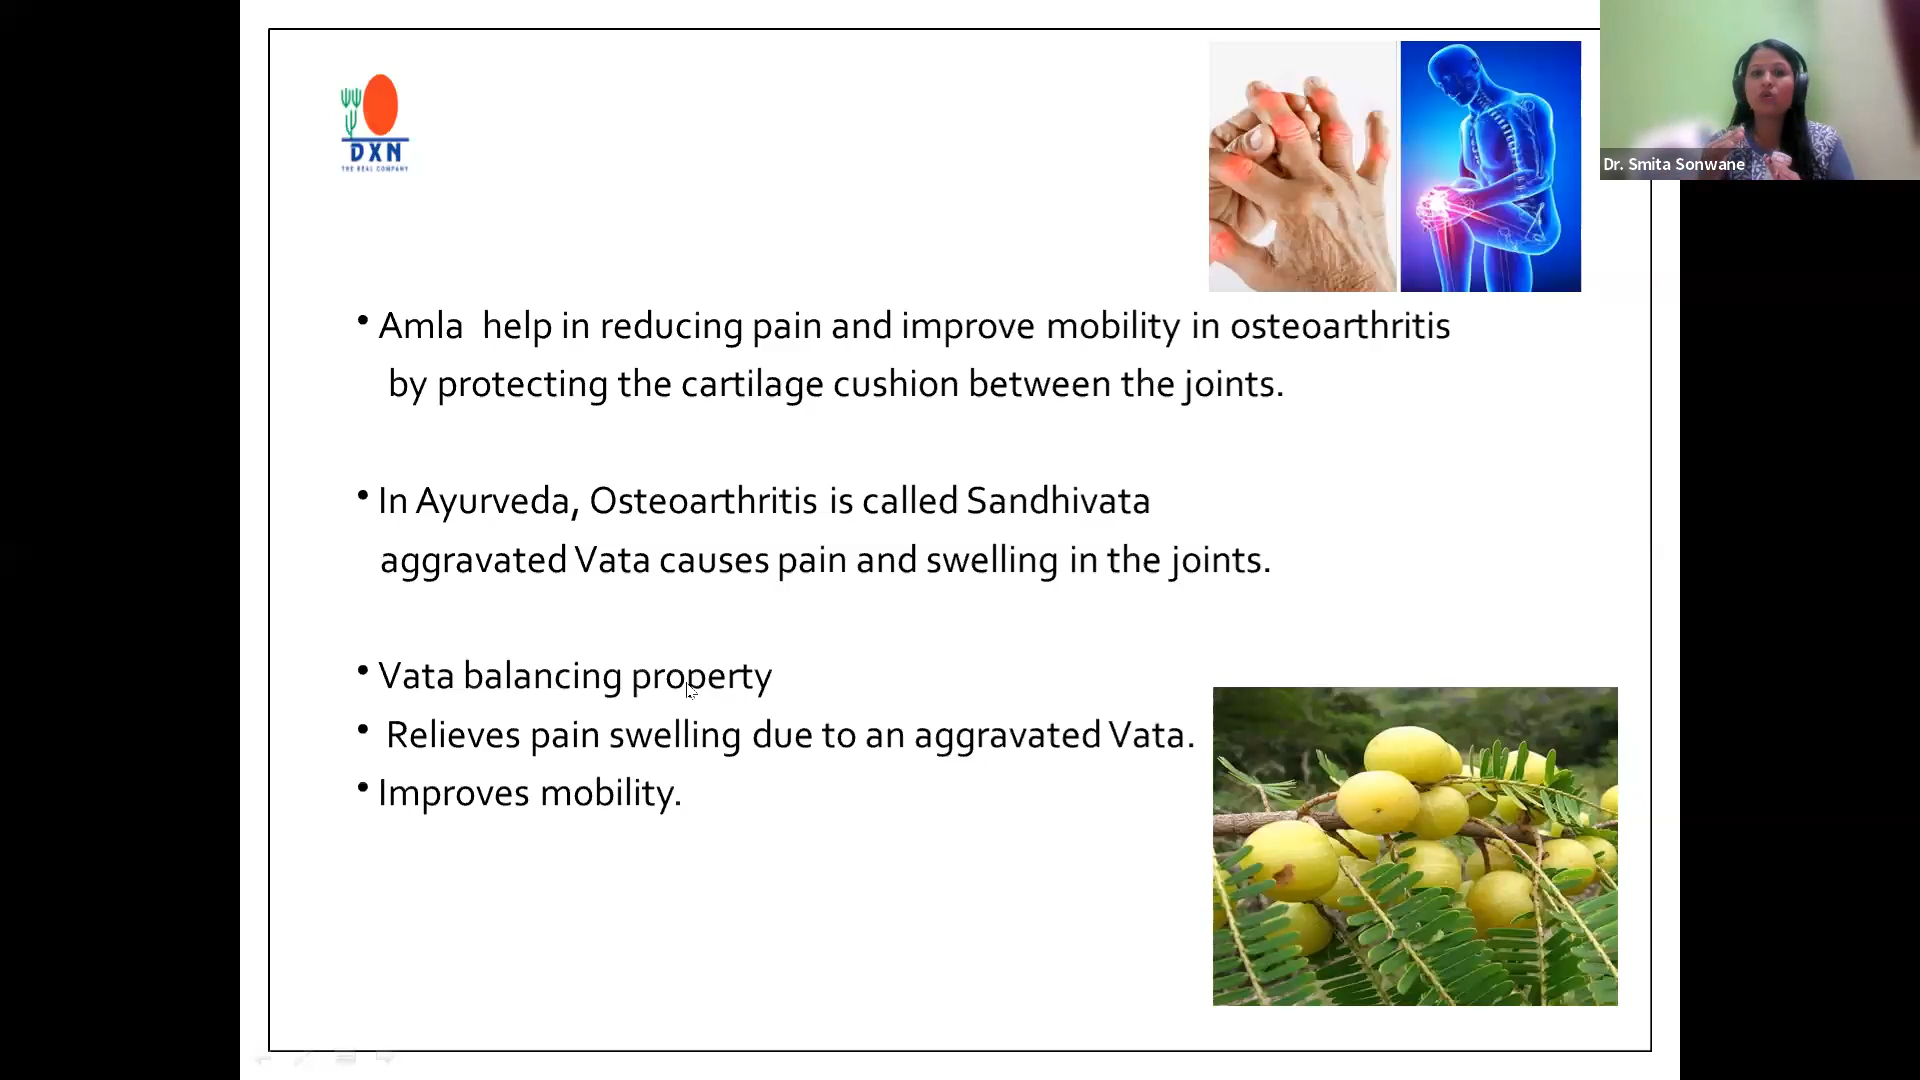 DXN
THE REAL COMPANY
Dr. Smita Sonwane
• Amla  help in reducing pain and improve mobility in osteoarthritis
by protecting the cartilage cushion between the joints.
• In Ayurveda, Osteoarthritis is called Sandhivata
aggravated Vata causes pain and swelling in the joints.
• Vata balancing property
• Relieves pain swelling due to an aggravated Vata.
• Improves mobility.